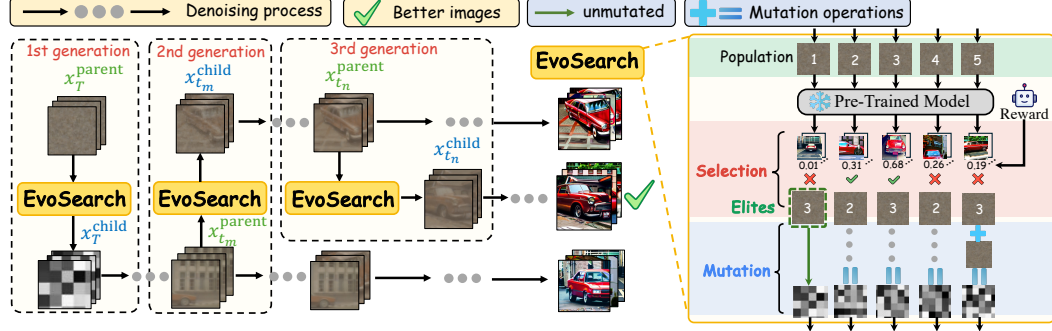 Denoising process
Better images
unmutated
Mutation operations
1st generation
2nd generation
3rd generation
x_T^parent
x_{t_m}^child
x_{t_n}^parent
x_{t_n}^child
EvoSearch
EvoSearch
EvoSearch
x_T^child
x_{t_m}^parent
EvoSearch
Population
1 2 3 4 5
Pre-Trained Model
Reward
Selection
0.01 0.31 0.68 0.26 0.19
Elites
3 2 3 2 3
Mutation